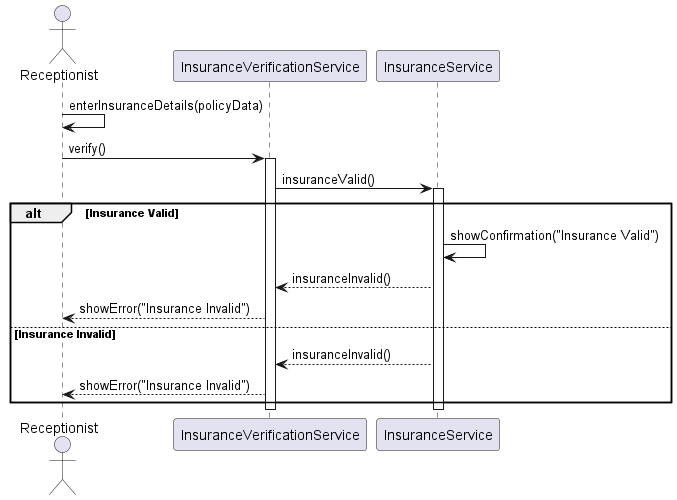 Receptionist
InsuranceVerificationService
InsuranceService
enterInsuranceDetails(policyData)
verify()
insuranceValid()
alt
[Insurance Valid]
showConfirmation("Insurance Valid")
insuranceInvalid()
showError("Insurance Invalid")
[Insurance Invalid]
insuranceInvalid()
showError("Insurance Invalid")
Receptionist
InsuranceVerificationService
InsuranceService